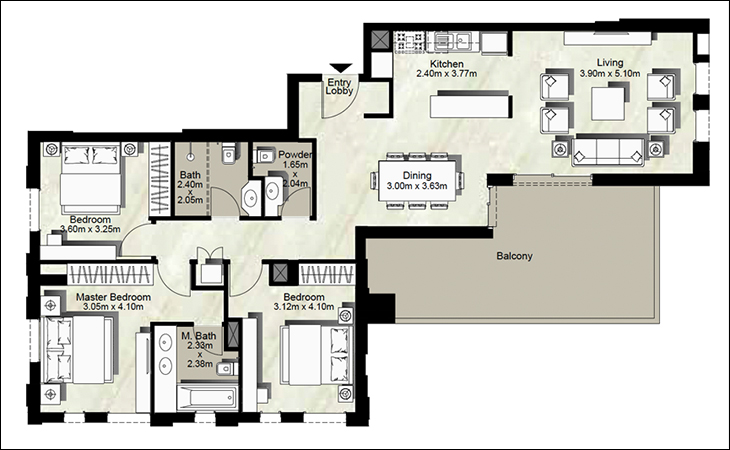 Kitchen
2.40m x 3.77m
Living
3.90m x 5.10m
Entry
Lobby
Powder
1.65m
x
2.04m
Bath
2.40m
x
2.05m
Dining
3.00m x 3.63m
Bedroom
3.60m x 3.25m
Balcony
Master Bedroom
3.05m x 4.10m
Bedroom
3.12m x 4.10m
M. Bath
2.33m
x
2.38m